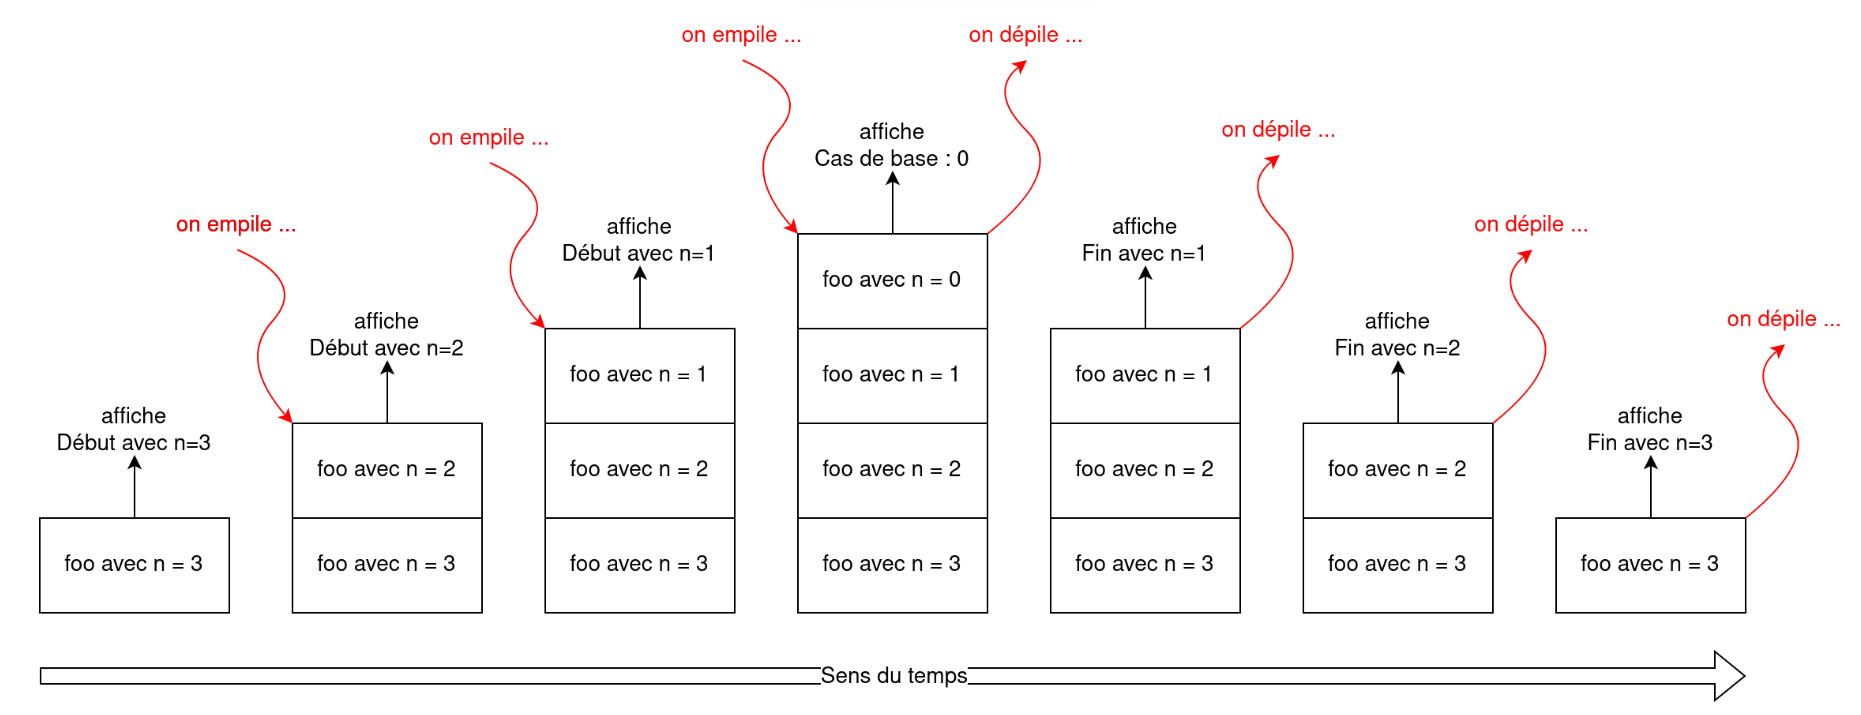 on empile ...
on dépile ...
on empile ...
affiche
Cas de base : 0
on dépile ...
on empile ...
affiche
Début avec n=1
affiche
Fin avec n=1
on dépile ...
affiche
Début avec n=2
foo avec n = 0
affiche
Fin avec n=2
on dépile ...
affiche
Début avec n=3
foo avec n = 1
foo avec n = 1
foo avec n = 1
affiche
Fin avec n=3
foo avec n = 2
foo avec n = 2
foo avec n = 2
foo avec n = 2
foo avec n = 2
foo avec n = 3
foo avec n = 3
foo avec n = 3
foo avec n = 3
foo avec n = 3
foo avec n = 3
foo avec n = 3
Sens du temps